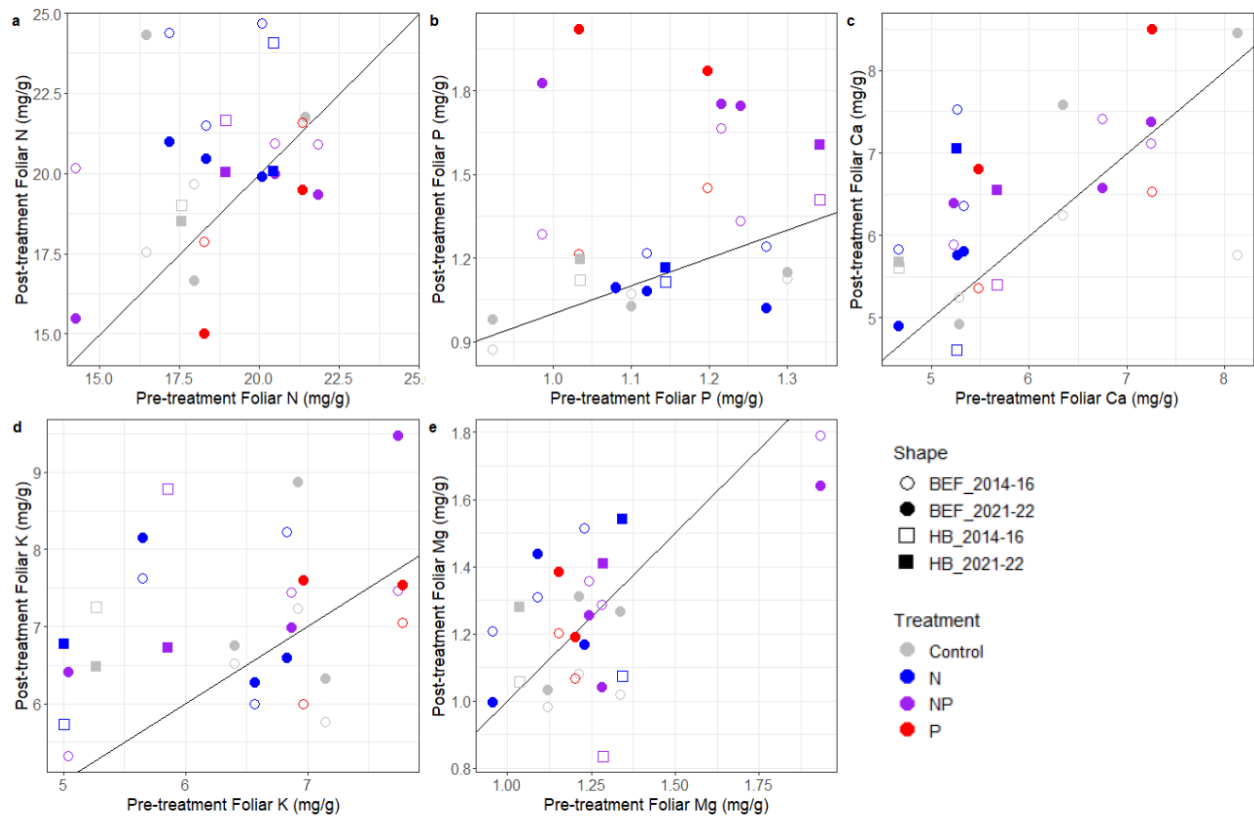 a
25.0
22.5
20.0
17.5
15.0
15.0
17.5
20.0
22.5
25.0
Post-treatment Foliar N (mg/g)
Pre-treatment Foliar N (mg/g)
b
1.8
1.5
1.2
0.9
1.0
1.1
1.2
1.3
Post-treatment Foliar P (mg/g)
Pre-treatment Foliar P (mg/g)
c
8
7
6
5
5
6
7
8
Post-treatment Foliar Ca (mg/g)
Pre-treatment Foliar Ca (mg/g)
d
9
8
7
6
5
6
7
Post-treatment Foliar K (mg/g)
Pre-treatment Foliar K (mg/g)
e
1.8
1.6
1.4
1.2
1.0
0.8
1.00
1.25
1.50
1.75
Post-treatment Foliar Mg (mg/g)
Pre-treatment Foliar Mg (mg/g)
Shape
BEF_2014-16
BEF_2021-22
HB_2014-16
HB_2021-22
Treatment
Control
N
NP
P